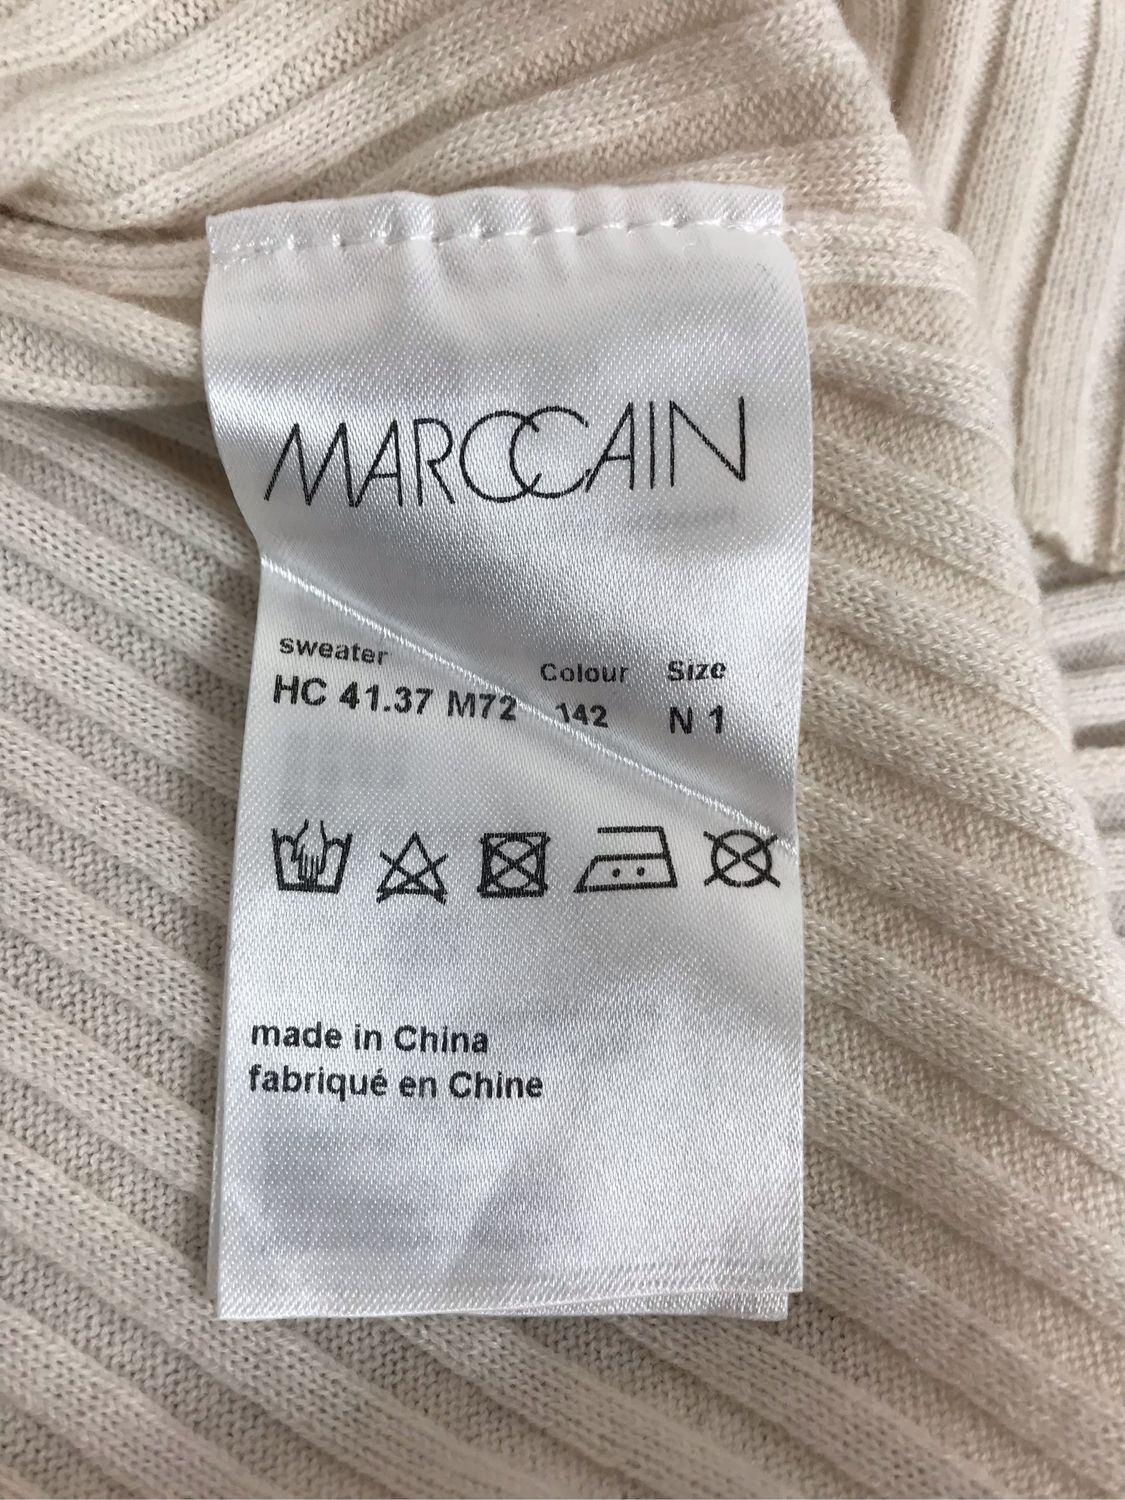 MARCCAIN
sweater Colour Size
HC 41.37 M72 142 N 1
made in China
fabriqué en Chine